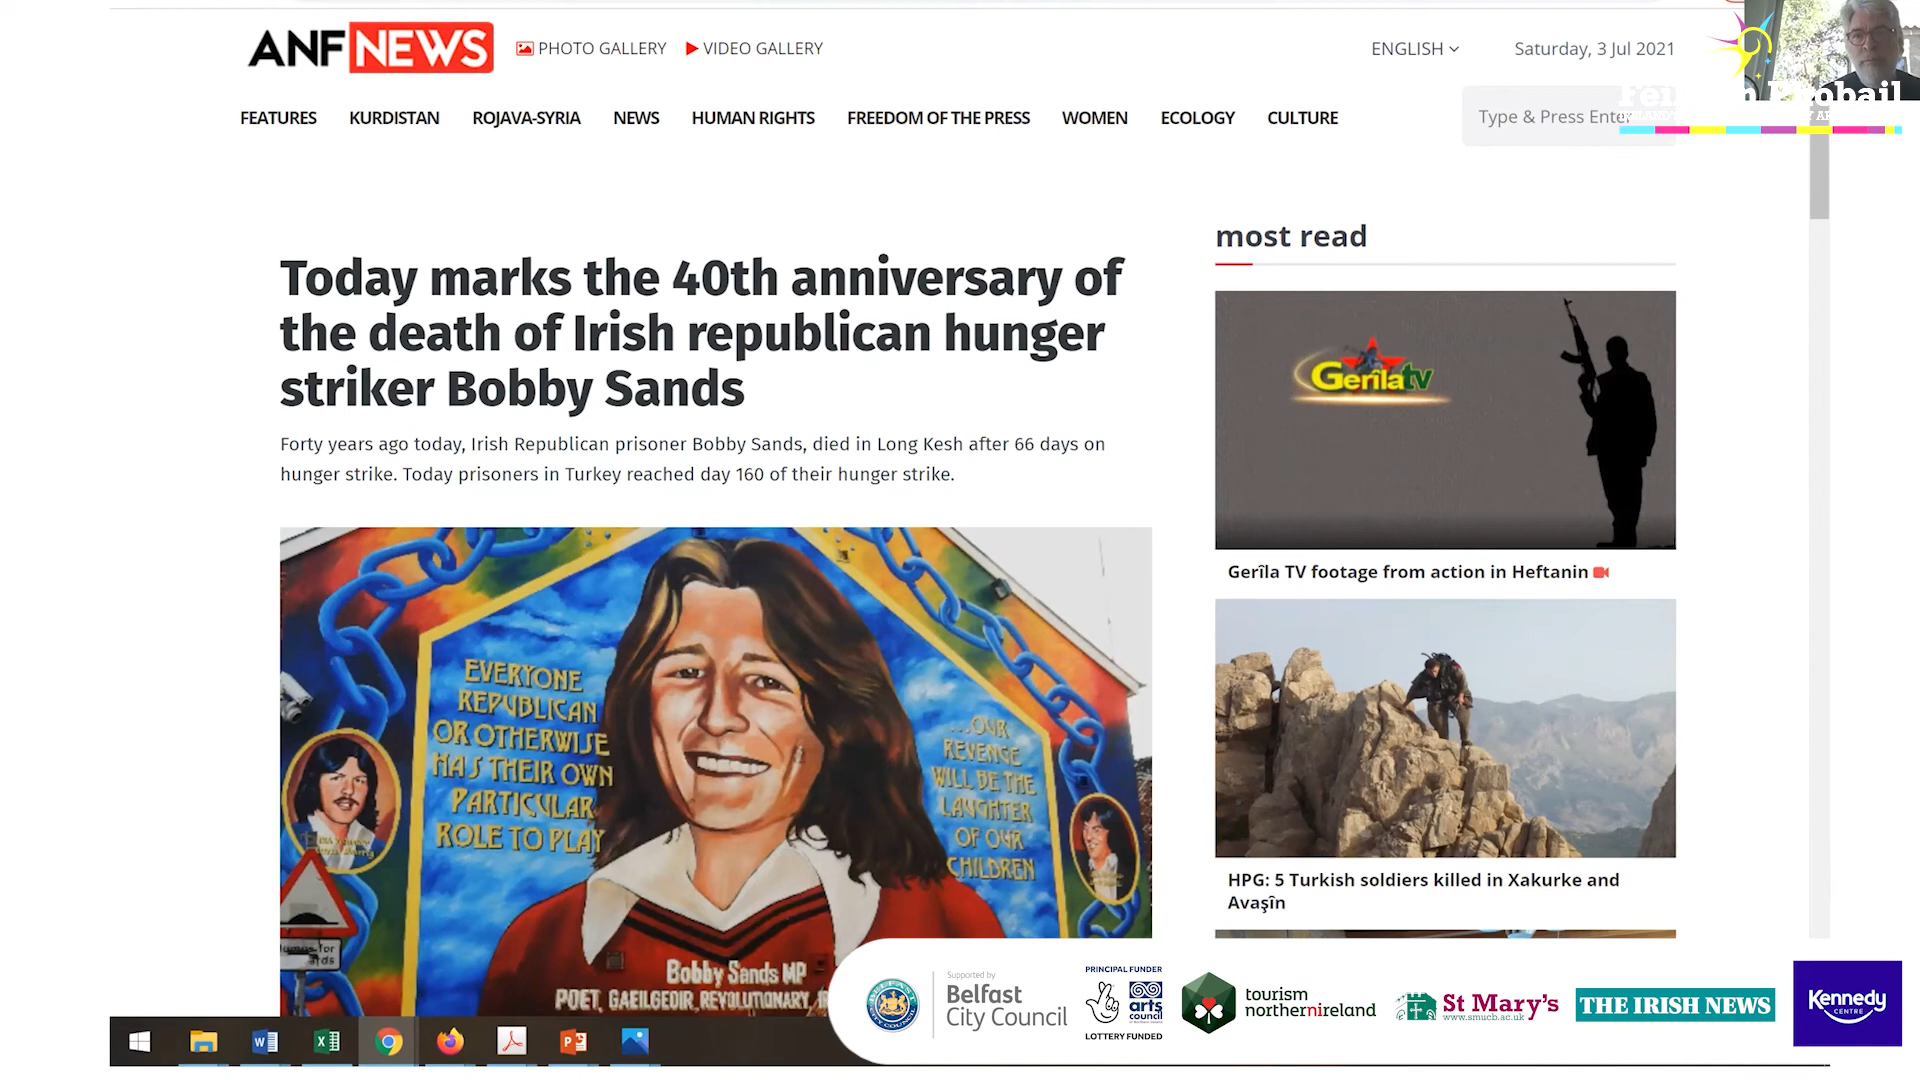 ANF NEWS
PHOTO GALLERY
VIDEO GALLERY
ENGLISH
Saturday, 3 Jul 2021
FEATURES
KURDISTAN
ROJAVA-SYRIA
NEWS
HUMAN RIGHTS
FREEDOM OF THE PRESS
WOMEN
ECOLOGY
CULTURE
Type & Press Enter
Today marks the 40th anniversary of
the death of Irish republican hunger
striker Bobby Sands
Forty years ago today, Irish Republican prisoner Bobby Sands, died in Long Kesh after 66 days on
hunger strike. Today prisoners in Turkey reached day 160 of their hunger strike.
EVERYONE
REPUBLICAN
OR OTHERWISE
HAS THEIR OWN
PARTICULAR
ROLE TO PLAY
...OUR
REVENGE
WILL BE THE
LAUGHTER
OF OUR
CHILDREN
Bobby Sands MP
POET, GAEILGEOIR, REVOLUTIONARY,
most read
Gerîla tv
Gerîla TV footage from action in Heftanin
HPG: 5 Turkish soldiers killed in Xakurke and
Avaşîn
Supported by
Belfast
City Council
PRINCIPAL FUNDER
arts
council
of Northern Ireland
LOTTERY FUNDED
tourism
northernireland
St Mary's
www.smucb.ac.uk
THE IRISH NEWS
Kennedy
CENTRE